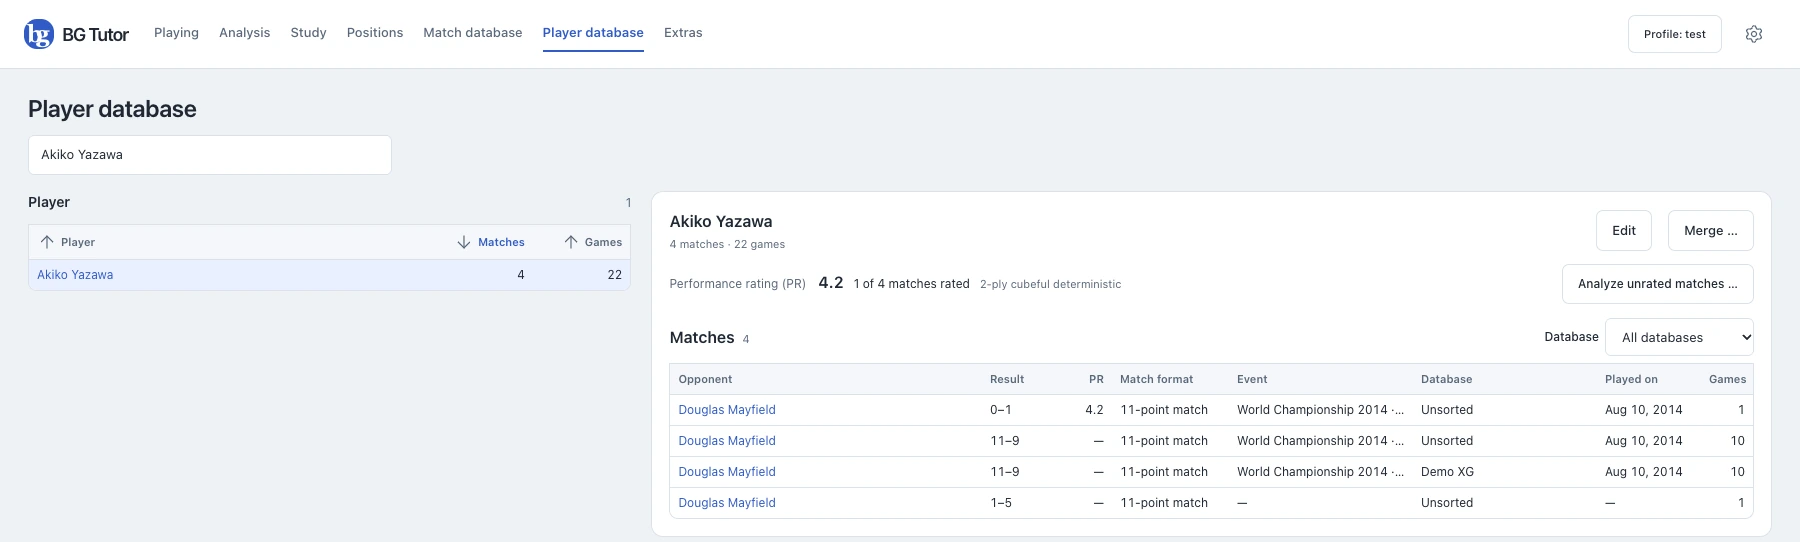 bg BG Tutor Playing Analysis Study Positions Match database Player database Extras Profile: test
Player database
Akiko Yazawa
Player 1
Player Matches Games
Akiko Yazawa 4 22
Akiko Yazawa Edit Merge ...
4 matches · 22 games
Performance rating (PR) 4.2 1 of 4 matches rated 2-ply cubeful deterministic Analyze unrated matches ...
Matches 4 Database All databases
Opponent Result PR Match format Event Database Played on Games
Douglas Mayfield 0–1 4.2 11-point match World Championship 2014 ·... Unsorted Aug 10, 2014 1
Douglas Mayfield 11–9 — 11-point match World Championship 2014 ·... Unsorted Aug 10, 2014 10
Douglas Mayfield 11–9 — 11-point match World Championship 2014 ·... Demo XG Aug 10, 2014 10
Douglas Mayfield 1–5 — 11-point match — Unsorted — 1